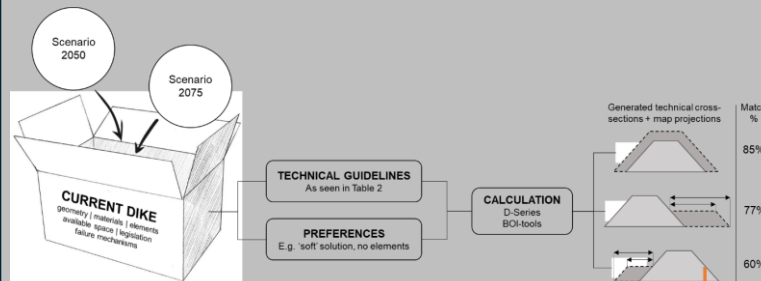 Scenario
2050
Scenario
2075
CURRENT DIKE
geometry | materials | elements
available space | legislation
failure mechanisms
TECHNICAL GUIDELINES
As seen in Table 2
PREFERENCES
E.g. 'soft' solution, no elements
CALCULATION
D-Series
BOI-tools
Generated technical cross-
sections + map projections
%
85%
77%
60%